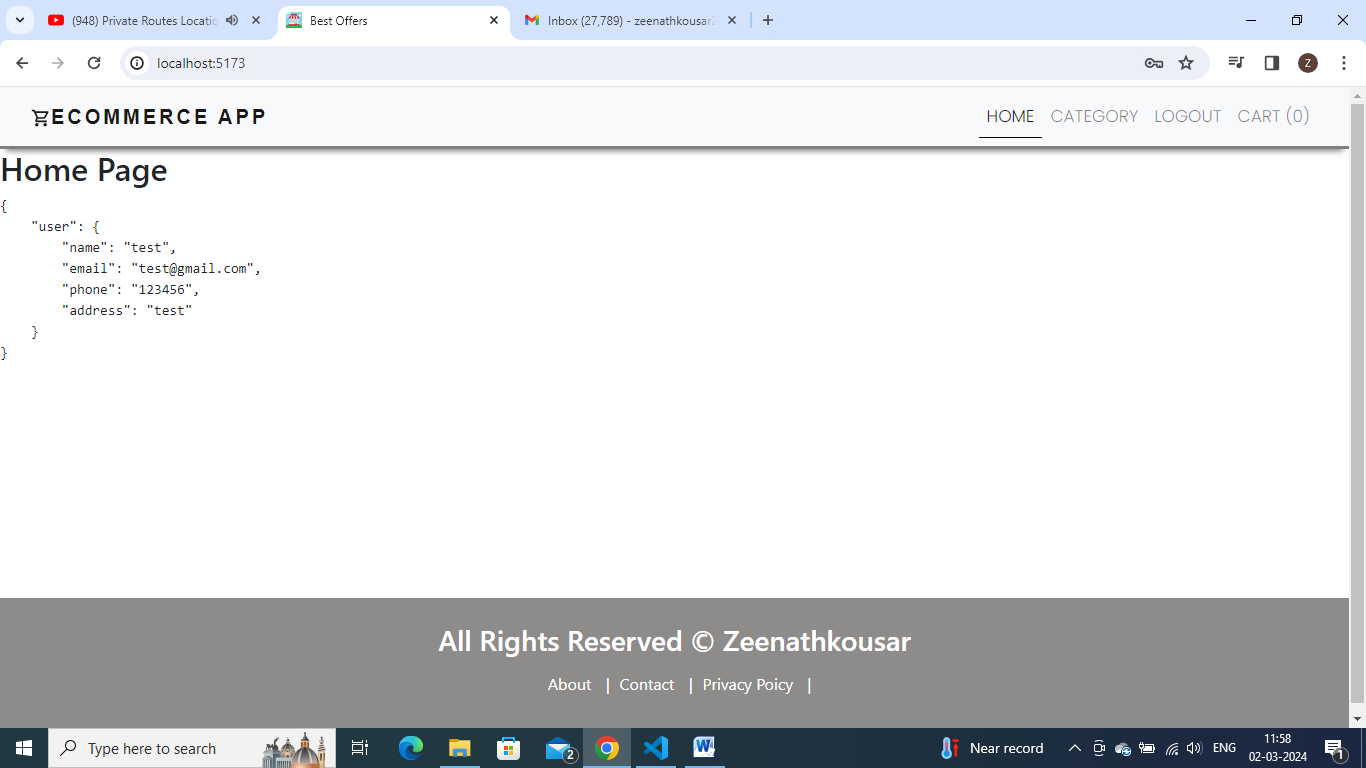 (948) Private Routes Locatio
Best Offers
Inbox (27,789) - zeenathkousar
localhost:5173
Z
ECOMMERCE APP
HOME
CATEGORY
LOGOUT
CART (0)
Home Page
{
    "user": {
        "name": "test",
        "email": "test@gmail.com",
        "phone": "123456",
        "address": "test"
    }
}
All Rights Reserved © Zeenathkousar
About | Contact | Privacy Poicy |
Type here to search
2
W
Near record
ENG
11:58
02-03-2024
1